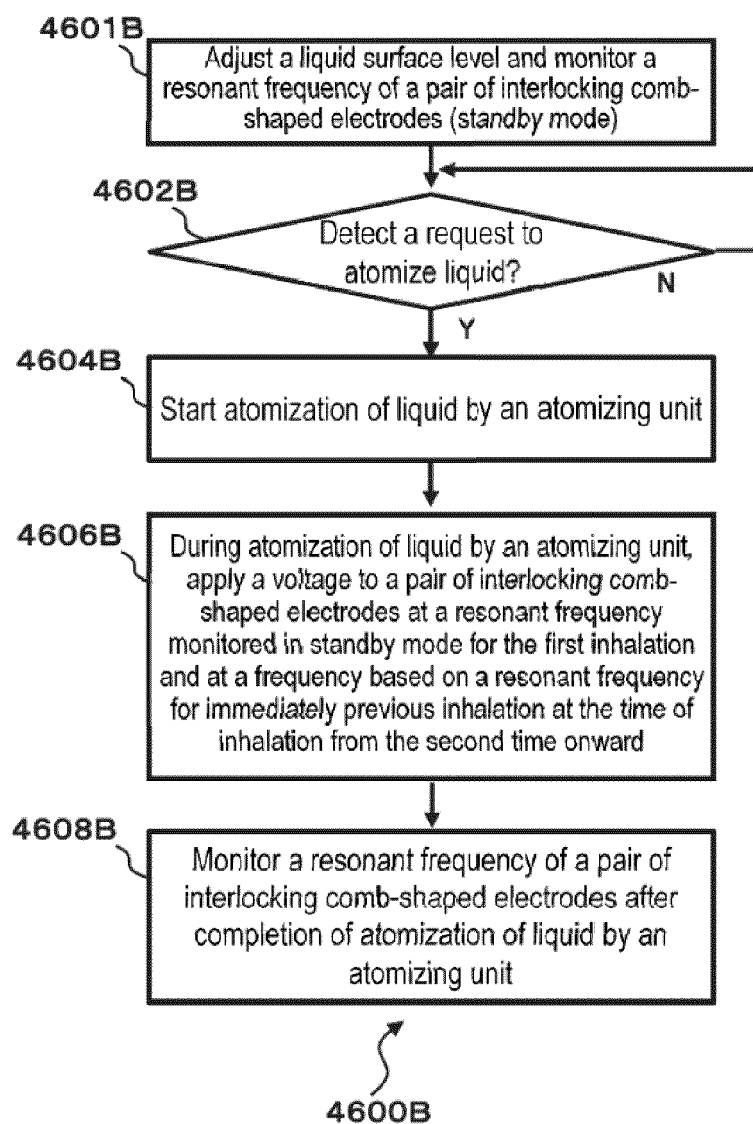 4601B
Adjust a liquid surface level and monitor a
resonant frequency of a pair of interlocking comb-
shaped electrodes (standby mode)
4602B
Detect a request to
atomize liquid?
N
Y
4604B
Start atomization of liquid by an atomizing unit
4606B
During atomization of liquid by an atomizing unit,
apply a voltage to a pair of interlocking comb-
shaped electrodes at a resonant frequency
monitored in standby mode for the first inhalation
and at a frequency based on a resonant frequency
for immediately previous inhalation at the time of
inhalation from the second time onward
4608B
Monitor a resonant frequency of a pair of
interlocking comb-shaped electrodes after
completion of atomization of liquid by an
atomizing unit
4600B